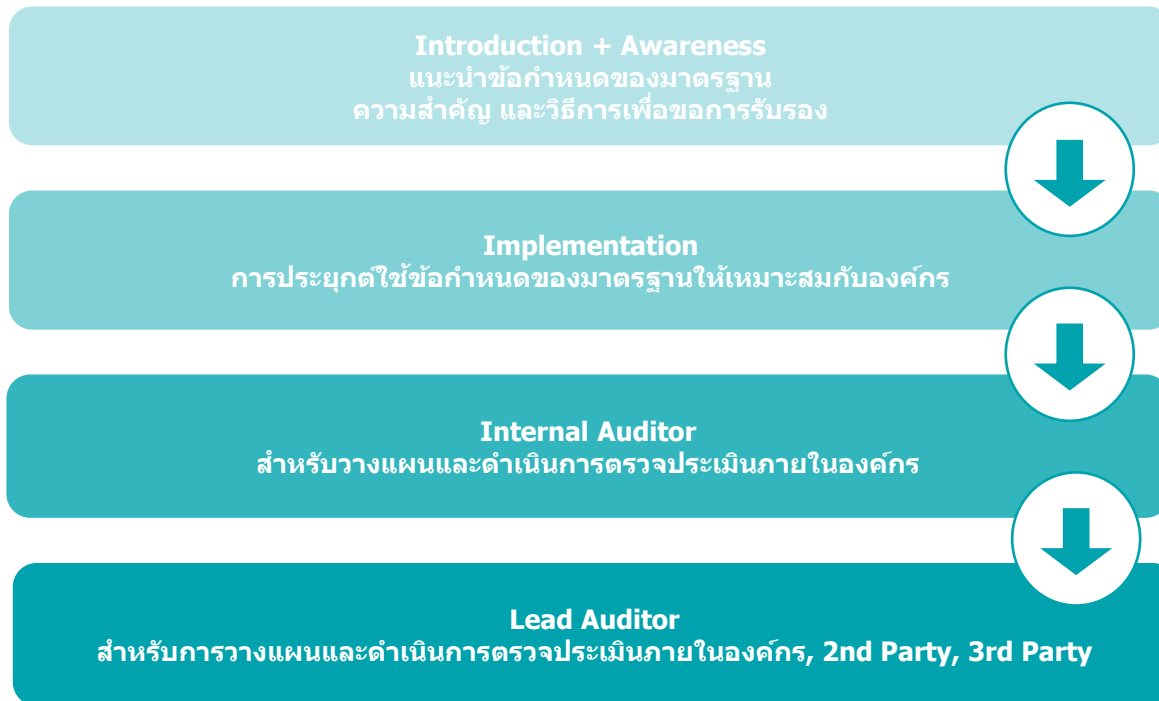 Introduction + Awareness
แนะนำข้อกำหนดของมาตรฐาน
ความสำคัญ และวิธีการเพื่อขอการรับรอง
Implementation
การประยุกต์ใช้ข้อกำหนดของมาตรฐานให้เหมาะสมกับองค์กร
Internal Auditor
สำหรับวางแผนและดำเนินการตรวจประเมินภายในองค์กร
Lead Auditor
สำหรับการวางแผนและดำเนินการตรวจประเมินภายในองค์กร, 2nd Party, 3rd Party